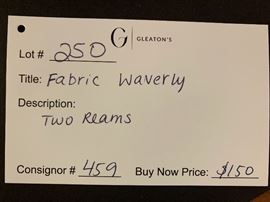 Lot # 250 G GLEATON'S
Title: Fabric Waverly
Description:
Two Reams
Consignor # 459 Buy Now Price: $150